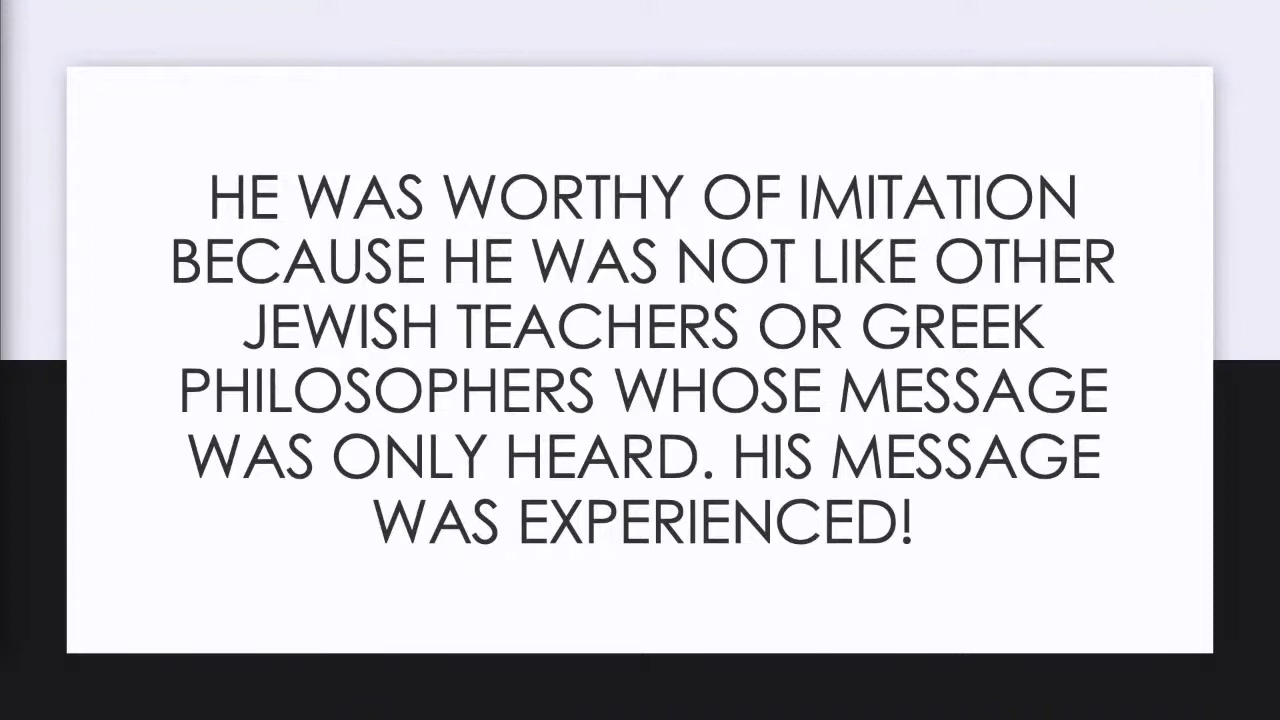 HE WAS WORTHY OF IMITATION
BECAUSE HE WAS NOT LIKE OTHER
JEWISH TEACHERS OR GREEK
PHILOSOPHERS WHOSE MESSAGE
WAS ONLY HEARD. HIS MESSAGE
WAS EXPERIENCED!